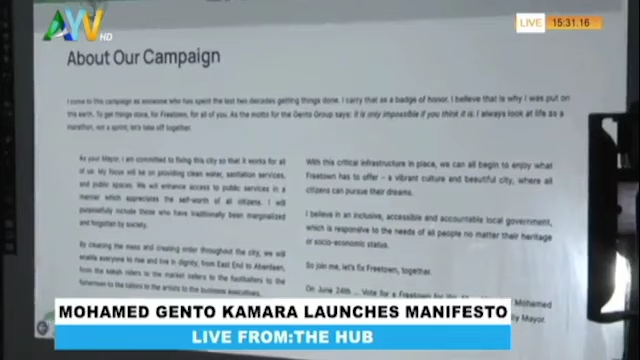 AYV HD
LIVE 15:31.16
About Our Campaign
I come to this campaign as someone who has spent the last two decades getting things done. I carry that as a badge of honor. I believe that is why I was put on
this earth. To get things done, for Freetown, for all of you. As the motto for the Gento Group says: it is only impossible if you think it is. I always look at life as a
marathon, not a sprint, let's take off together.
As your Mayor, I am committed to fixing this city so that it works for all
of us. My focus will be on providing clean water, sanitation services,
and public spaces. We will enhance access to public services in a
manner which appreciates the self-worth of all citizens. I will
purposefully include those who have traditionally been marginalized
and forgotten by society.
By clearing the mess and creating order throughout the city, we will
enable everyone to rise and live in dignity, from East End to Aberdeen,
from the kekeh riders to the market sellers to the footballers to the
fishermen to the tailors to the artists to the business executives.
With this critical infrastructure in place, we can all begin to enjoy what
Freetown has to offer – a vibrant culture and beautiful city, where all
citizens can pursue their dreams.
I believe in an inclusive, accessible and accountable local government,
which is responsive to the needs of all people no matter their heritage
or socio-economic status.
So join me, let's fix Freetown, together.
On June 24th ... Vote for a Freetown for Mohamed
Mayor.
MOHAMED GENTO KAMARA LAUNCHES MANIFESTO
LIVE FROM:THE HUB